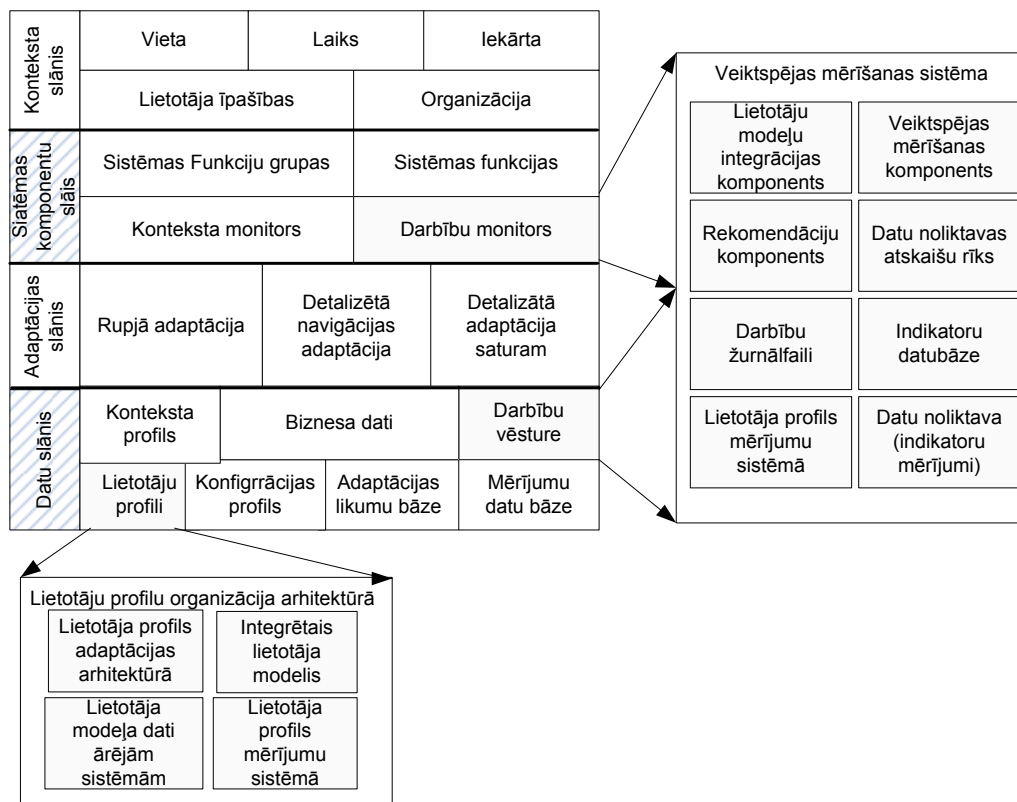 Konteksta
slānis
Vieta
Laiks
Iekārta
Lietotāja īpašības
Organizācija
Siatēmas
komponentu
slāis
Sistēmas Funkciju grupas
Sistēmas funkcijas
Konteksta monitors
Darbību monitors
Adaptācijas
slānis
Rupjā adaptācija
Detalizētā
navigācijas
adaptācija
Detalizātā
adaptācija
saturam
Datu slānis
Konteksta
profils
Biznesa dati
Darbību
vēsture
Lietotāju
profili
Konfigrrācijas
profils
Adaptācijas
likumu bāze
Mērījumu
datu bāze
Veiktspējas mērīšanas sistēma
Lietotāju
modeļu
integrācijas
komponents
Veiktspējas
mērīšanas
komponents
Rekomendāciju
komponents
Datu noliktavas
atskaišu rīks
Darbību
žurnālfaili
Indikatoru
datubāze
Lietotāja profils
mērījumu
sistēmā
Datu noliktava
(indikatoru
mērījumi)
Lietotāju profilu organizācija arhitektūrā
Lietotāja profils
adaptācijas
arhitektūrā
Integrētais
lietotāja
modelis
Lietotāja
modeļa dati
ārējām
sistēmām
Lietotāja
profils
mērījumu
sistēmā